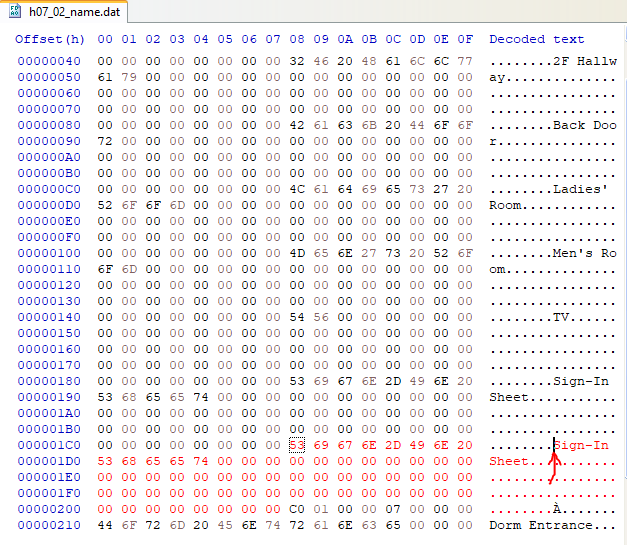 h07_02_name.dat
Offset(h) 00 01 02 03 04 05 06 07 08 09 0A 0B 0C 0D 0E 0F Decoded text
00000040 00 00 00 00 00 00 00 00 32 46 20 48 61 6C 6C 77 ........2F Hallw
00000050 61 79 00 00 00 00 00 00 00 00 00 00 00 00 00 00 ay..............
00000060 00 00 00 00 00 00 00 00 00 00 00 00 00 00 00 00 ................
00000070 00 00 00 00 00 00 00 00 00 00 00 00 00 00 00 00 ................
00000080 00 00 00 00 00 00 00 00 42 61 63 6B 20 44 6F 6F ........Back Doo
00000090 72 00 00 00 00 00 00 00 00 00 00 00 00 00 00 00 r...............
000000A0 00 00 00 00 00 00 00 00 00 00 00 00 00 00 00 00 ................
000000B0 00 00 00 00 00 00 00 00 00 00 00 00 00 00 00 00 ................
000000C0 00 00 00 00 00 00 00 00 4C 61 64 69 65 73 27 20 ........Ladies' 
000000D0 52 6F 6F 6D 00 00 00 00 00 00 00 00 00 00 00 00 Room............
000000E0 00 00 00 00 00 00 00 00 00 00 00 00 00 00 00 00 ................
000000F0 00 00 00 00 00 00 00 00 00 00 00 00 00 00 00 00 ................
00000100 00 00 00 00 00 00 00 00 4D 65 6E 27 73 20 52 6F ........Men's Ro
00000110 6F 6D 00 00 00 00 00 00 00 00 00 00 00 00 00 00 om..............
00000120 00 00 00 00 00 00 00 00 00 00 00 00 00 00 00 00 ................
00000130 00 00 00 00 00 00 00 00 00 00 00 00 00 00 00 00 ................
00000140 00 00 00 00 00 00 00 00 54 56 00 00 00 00 00 00 ........TV......
00000150 00 00 00 00 00 00 00 00 00 00 00 00 00 00 00 00 ................
00000160 00 00 00 00 00 00 00 00 00 00 00 00 00 00 00 00 ................
00000170 00 00 00 00 00 00 00 00 00 00 00 00 00 00 00 00 ................
00000180 00 00 00 00 00 00 00 00 53 69 67 6E 2D 49 6E 20 ........Sign-In 
00000190 53 68 65 65 74 00 00 00 00 00 00 00 00 00 00 00 Sheet...........
000001A0 00 00 00 00 00 00 00 00 00 00 00 00 00 00 00 00 ................
000001B0 00 00 00 00 00 00 00 00 00 00 00 00 00 00 00 00 ................
000001C0 00 00 00 00 00 00 00 00 53 69 67 6E 2D 49 6E 20 ........Sign-In 
000001D0 53 68 65 65 74 00 00 00 00 00 00 00 00 00 00 00 Sheet...........
000001E0 00 00 00 00 00 00 00 00 00 00 00 00 00 00 00 00 ................
000001F0 00 00 00 00 00 00 00 00 00 00 00 00 00 00 00 00 ................
00000200 00 00 00 00 00 00 00 00 C0 01 00 00 07 00 00 00 ........À.......
00000210 44 6F 72 6D 20 45 6E 74 72 61 6E 63 65 00 00 00 Dorm Entrance...